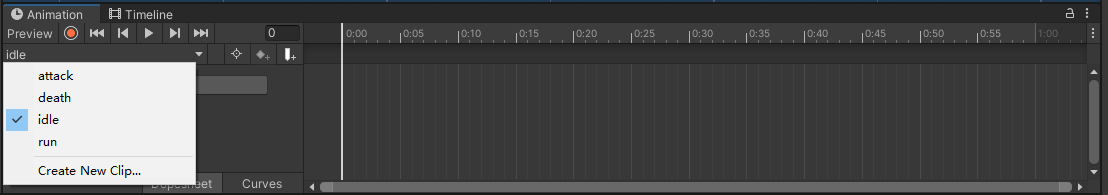 Animation Timeline
Preview 0 0:00 0:05 0:10 0:15 0:20 0:25 0:30 0:35 0:40 0:45 0:50 0:55 1:00
idle
attack
death
idle
run
Create New Clip...
Dopesheet Curves